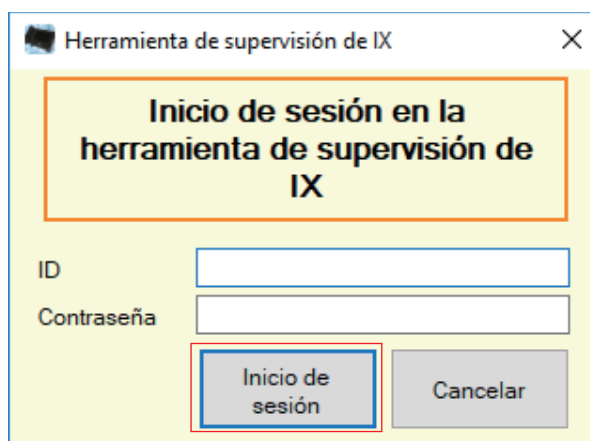 Herramienta de supervisión de IX
Inicio de sesión en la
herramienta de supervisión de
IX
ID
Contraseña
Inicio de
sesión
Cancelar